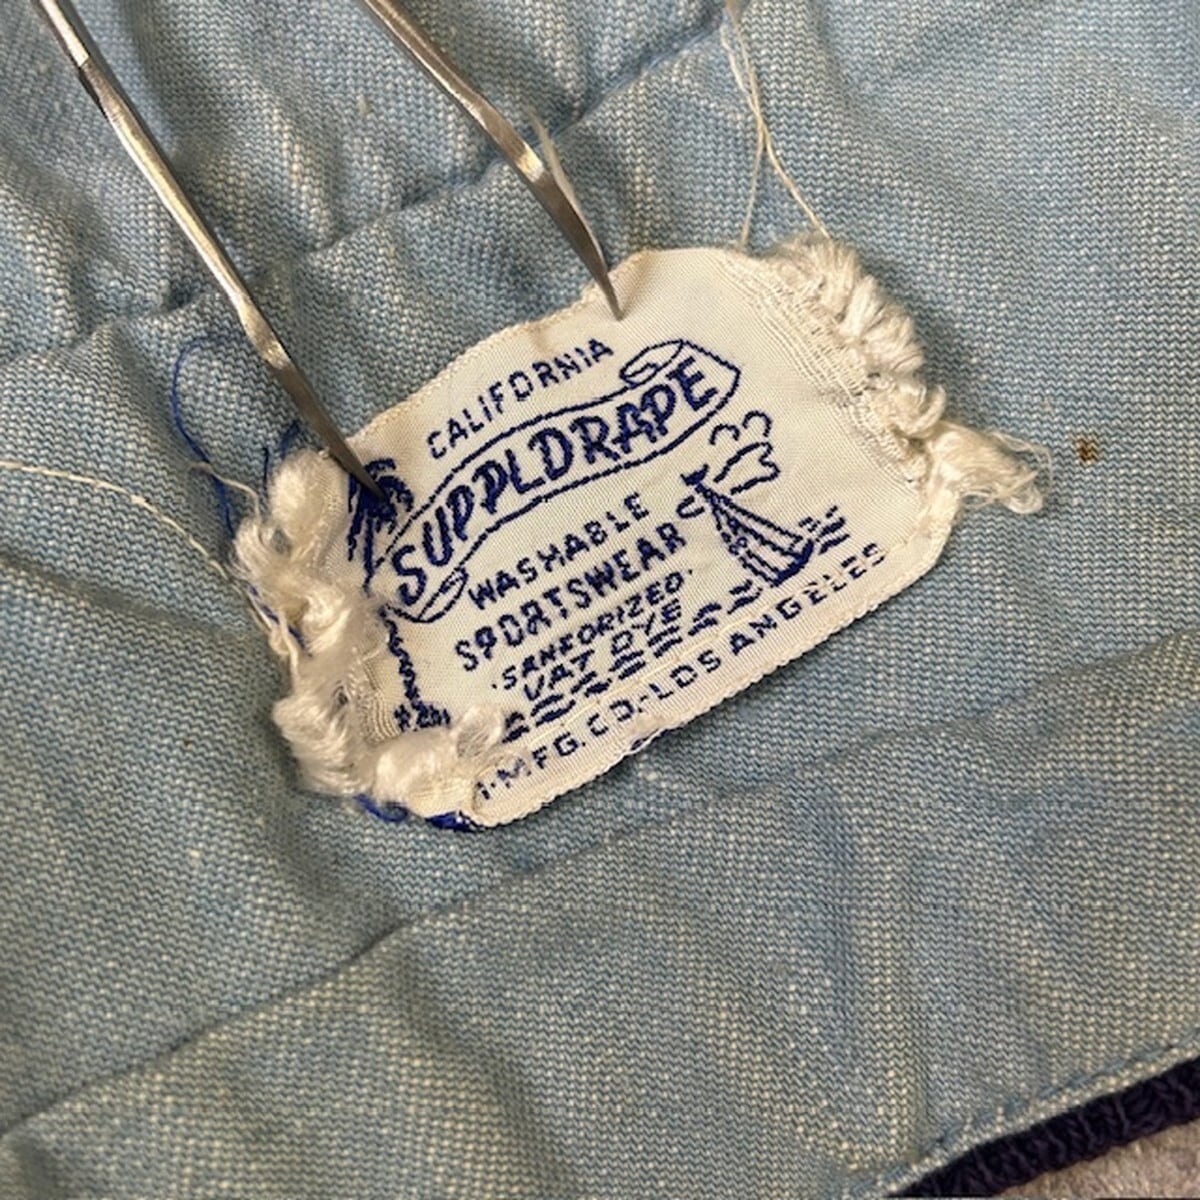 CALIFORNIA
SUPPLDRAPE
WASHABLE
SPORTSWEAR
"SANFORIZED"
VAT DYE
MFG.CO.-LOS ANGELES